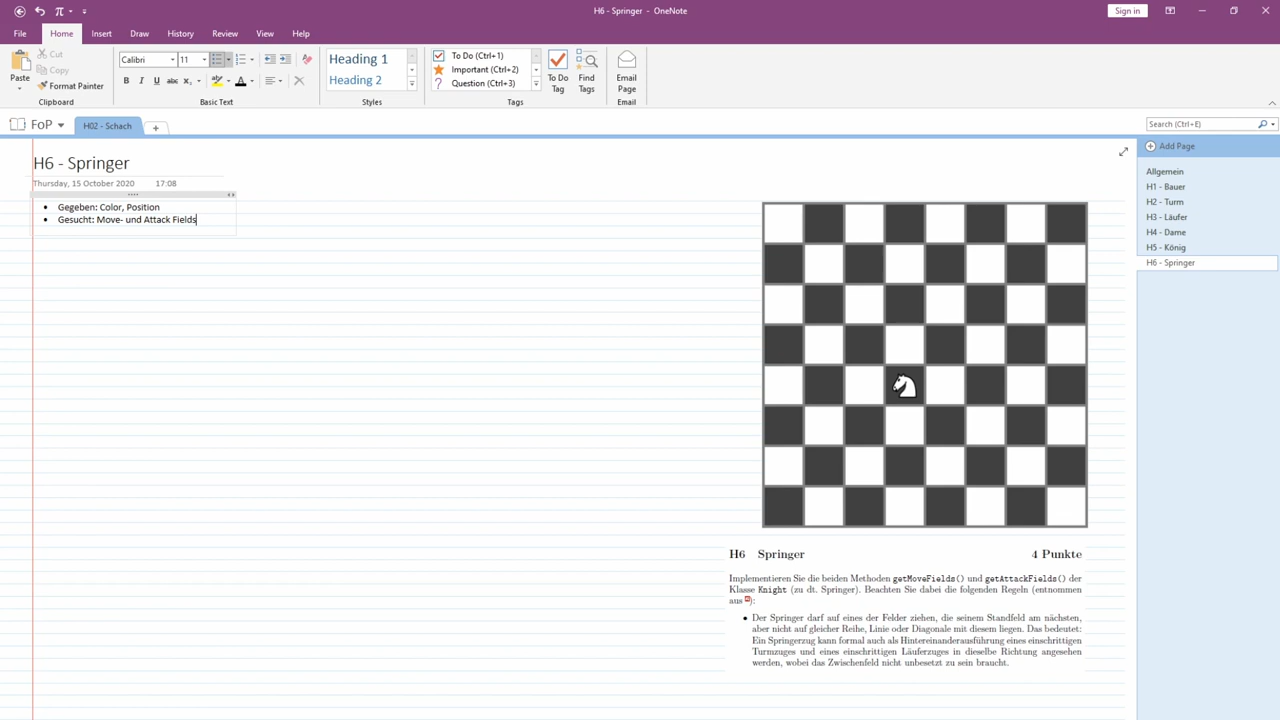 H6 - Springer - OneNote
Sign in
File Home Insert Draw History Review View Help
Paste
Cut
Copy
Format Painter
Clipboard
Calibri 11
B I U abc x₂ A
Basic Text
Heading 1
Heading 2
Styles
To Do (Ctrl+1)
Important (Ctrl+2)
? Question (Ctrl+3)
To Do Tag
Find Tags
Tags
Email Page
Email
FoP
H02 - Schach
Search (Ctrl+E)
H6 - Springer
Thursday, 15 October 2020 17:08
• Gegeben: Color, Position
• Gesucht: Move- und Attack Fields
Add Page
Allgemein
H1 - Bauer
H2 - Turm
H3 - Läufer
H4 - Dame
H5 - König
H6 - Springer
H6 Springer 4 Punkte
Implementieren Sie die beiden Methoden getMoveFields() und getAttackFields() der
Klasse Knight (zu dt. Springer). Beachten Sie dabei die folgenden Regeln (entnommen
aus ):
• Der Springer darf auf eines der Felder ziehen, die seinem Standfeld am nächsten,
aber nicht auf gleicher Reihe, Linie oder Diagonale mit diesem liegen. Das bedeutet:
Ein Springerzug kann formal auch als Hintereinanderausführung eines einschrittigen
Turmzuges und eines einschrittigen Läuferzuges in dieselbe Richtung angesehen
werden, wobei das Zwischenfeld nicht unbesetzt zu sein braucht.